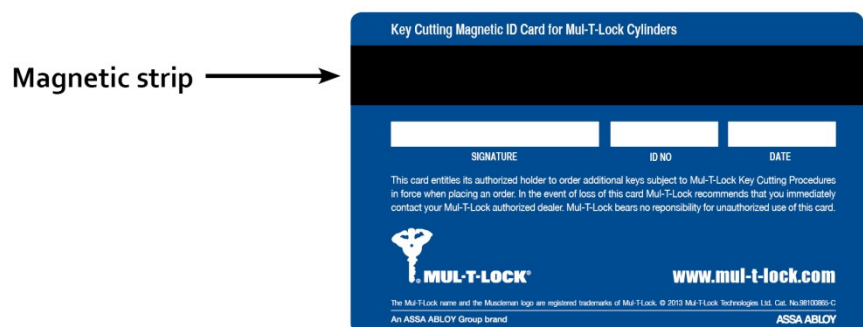 Key Cutting Magnetic ID Card for Mul-T-Lock Cylinders
Magnetic strip
SIGNATURE ID NO DATE
This card entitles its authorized holder to order additional keys subject to Mul-T-Lock Key Cutting Procedures
in force when placing an order. In the event of loss of this card Mul-T-Lock recommends that you immediately
contact your Mul-T-Lock authorized dealer. Mul-T-Lock bears no reponsibility for unauthorized use of this card.
MUL-T-LOCK® www.mul-t-lock.com
The Mul-T-Lock name and the Muscleman logo are registered trademarks of Mul-T-Lock. © 2013 Mul-T-Lock Technologies Ltd. Cat. No.98100865-C
An ASSA ABLOY Group brand ASSA ABLOY